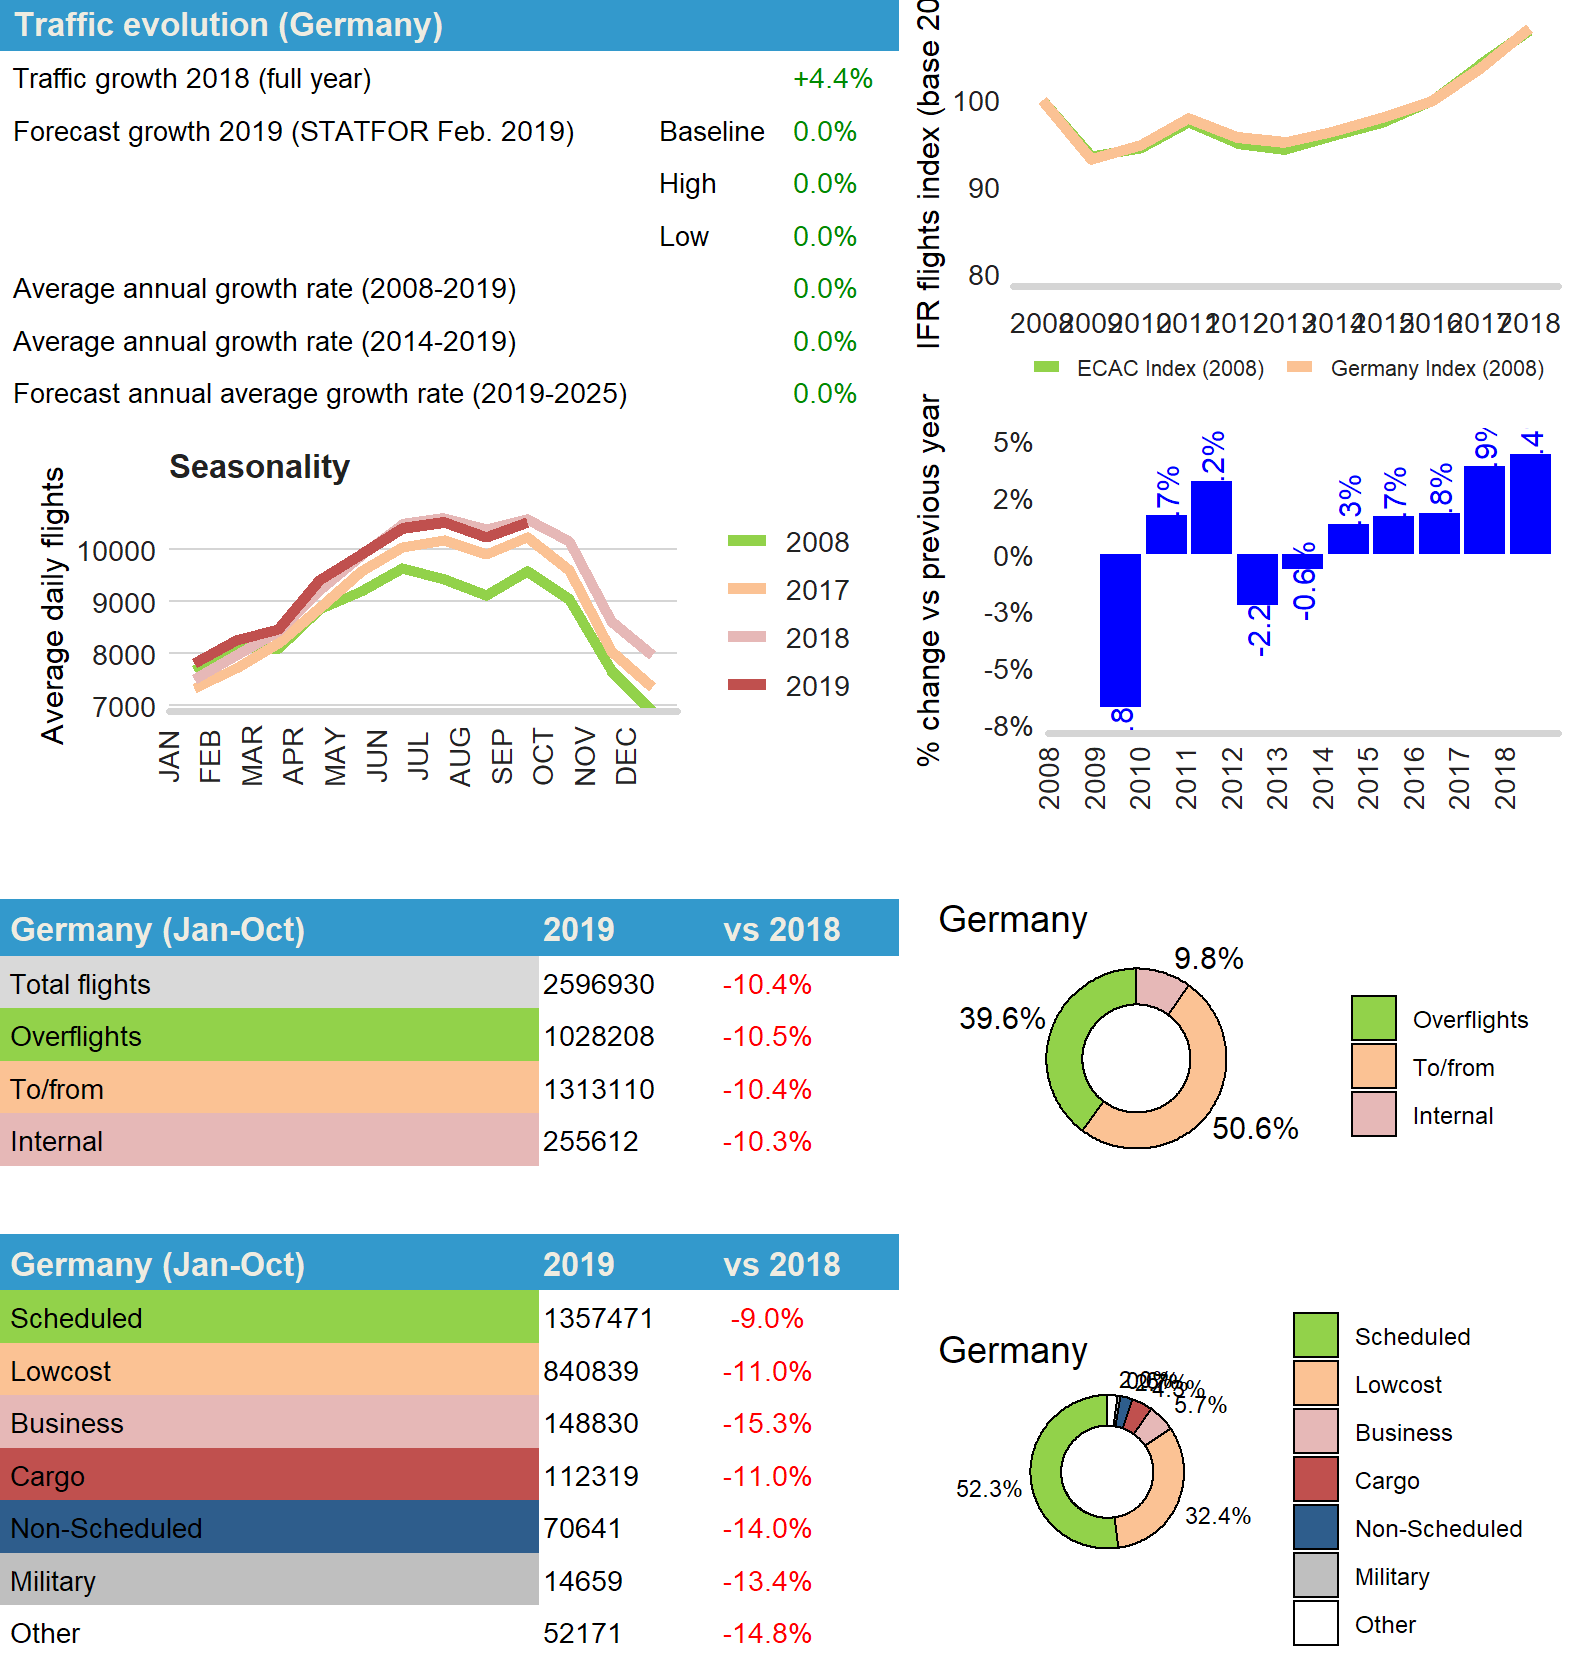 Traffic evolution (Germany)
Traffic growth 2018 (full year) +4.4%
Forecast growth 2019 (STATFOR Feb. 2019) Baseline 0.0%
High 0.0%
Low 0.0%
Average annual growth rate (2008-2019) 0.0%
Average annual growth rate (2014-2019) 0.0%
Forecast annual average growth rate (2019-2025) 0.0%
IFR flights index (base 20
100
90
80
2008 2009 2010 2011 2012 2013 2014 2015 2016 2017 2018
ECAC Index (2008) Germany Index (2008)
Seasonality
Average daily flights
10000
9000
8000
7000
JAN FEB MAR APR MAY JUN JUL AUG SEP OCT NOV DEC
2008
2017
2018
2019
% change vs previous year
5%
2%
0%
-3%
-5%
-8%
.8 .7% .2% -2.2 -0.6% .3% .7% .8% .9% .4
2008 2009 2010 2011 2012 2013 2014 2015 2016 2017 2018
Germany (Jan-Oct) 2019 vs 2018
Total flights 2596930 -10.4%
Overflights 1028208 -10.5%
To/from 1313110 -10.4%
Internal 255612 -10.3%
Germany
9.8%
39.6%
50.6%
Overflights
To/from
Internal
Germany (Jan-Oct) 2019 vs 2018
Scheduled 1357471 -9.0%
Lowcost 840839 -11.0%
Business 148830 -15.3%
Cargo 112319 -11.0%
Non-Scheduled 70641 -14.0%
Military 14659 -13.4%
Other 52171 -14.8%
Germany
5.7%
52.3%
32.4%
Scheduled
Lowcost
Business
Cargo
Non-Scheduled
Military
Other